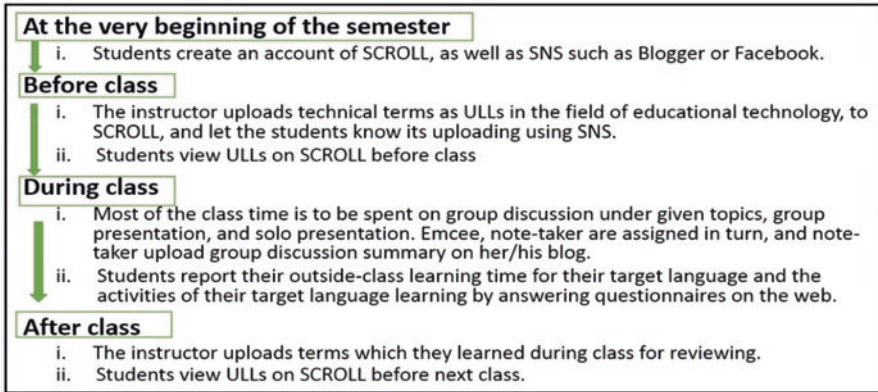 At the very beginning of the semester
i. Students create an account of SCROLL, as well as SNS such as Blogger or Facebook.
Before class
i. The instructor uploads technical terms as ULLs in the field of educational technology, to
SCROLL, and let the students know its uploading using SNS.
ii. Students view ULLs on SCROLL before class
During class
i. Most of the class time is to be spent on group discussion under given topics, group
presentation, and solo presentation. Emcee, note-taker are assigned in turn, and note-
taker upload group discussion summary on her/his blog.
ii. Students report their outside-class learning time for their target language and the
activities of their target language learning by answering questionnaires on the web.
After class
i. The instructor uploads terms which they learned during class for reviewing.
ii. Students view ULLs on SCROLL before next class.